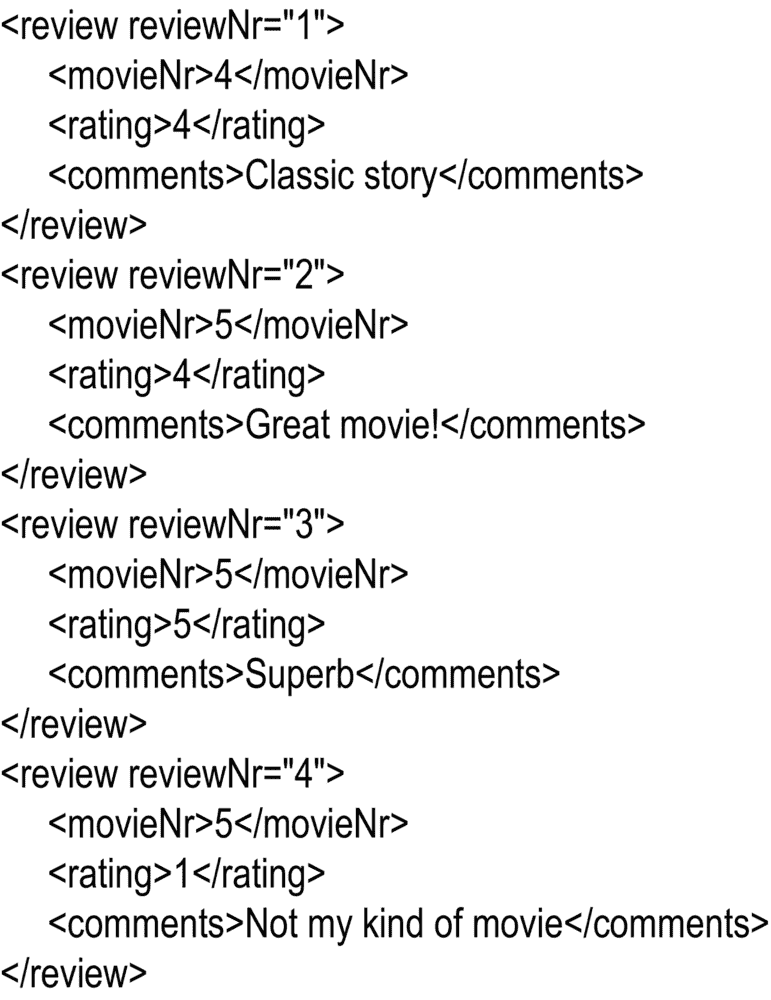 <review reviewNr="1">
<movieNr>4</movieNr>
<rating>4</rating>
<comments>Classic story</comments>
</review>
<review reviewNr="2">
<movieNr>5</movieNr>
<rating>4</rating>
<comments>Great movie!</comments>
</review>
<review reviewNr="3">
<movieNr>5</movieNr>
<rating>5</rating>
<comments>Superb</comments>
</review>
<review reviewNr="4">
<movieNr>5</movieNr>
<rating>1</rating>
<comments>Not my kind of movie</comments>
</review>